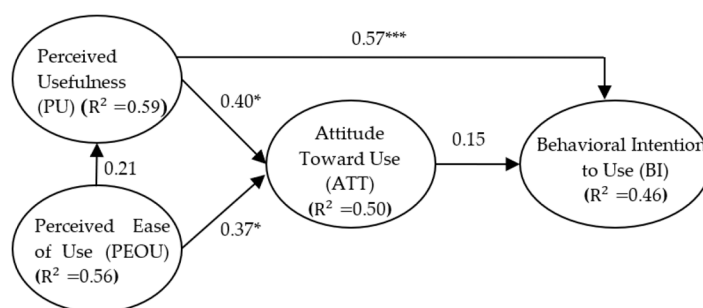 0.57***
Perceived
Usefulness
(PU) (R² =0.59)
0.40*
Attitude
Toward Use
(ATT)
(R² =0.50)
0.15
Behavioral Intention
to Use (BI)
(R² =0.46)
0.21
Perceived Ease
of Use (PEOU)
(R² =0.56)
0.37*